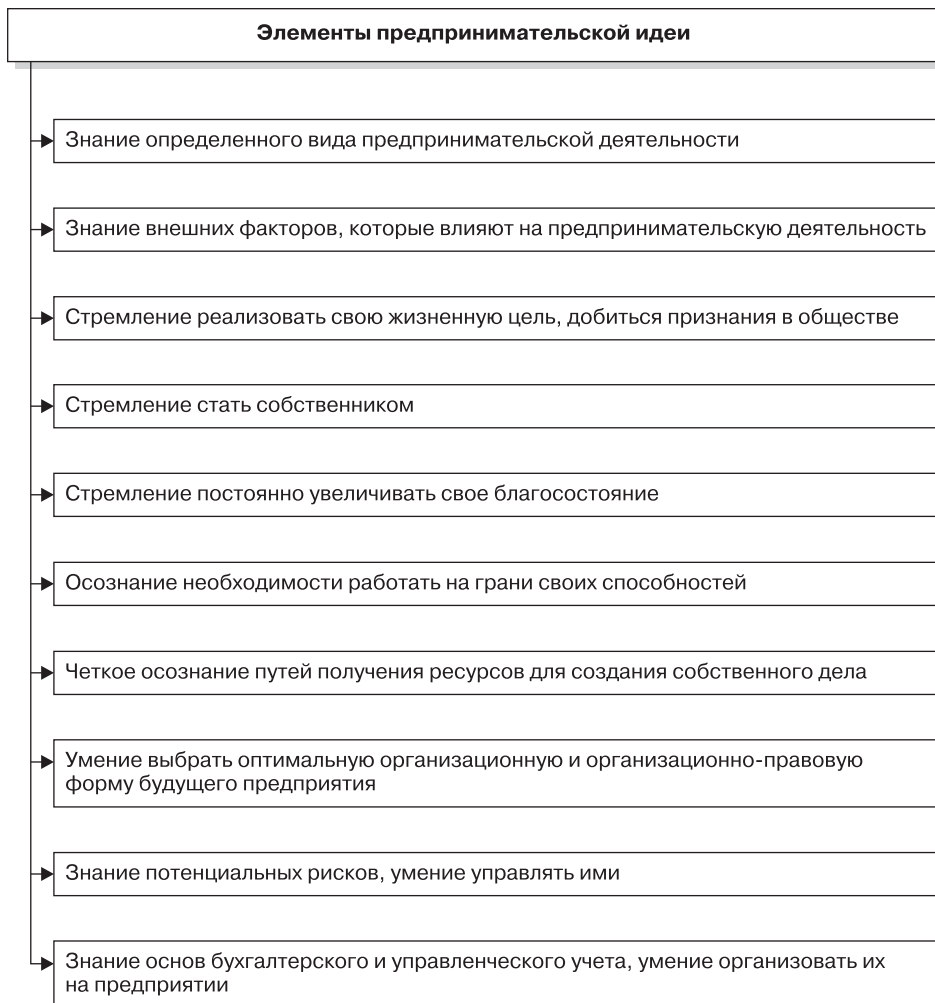 Элементы предпринимательской идеи
Знание определенного вида предпринимательской деятельности
Знание внешних факторов, которые влияют на предпринимательскую деятельность
Стремление реализовать свою жизненную цель, добиться признания в обществе
Стремление стать собственником
Стремление постоянно увеличивать свое благосостояние
Осознание необходимости работать на грани своих способностей
Четкое осознание путей получения ресурсов для создания собственного дела
Умение выбрать оптимальную организационную и организационно-правовую
форму будущего предприятия
Знание потенциальных рисков, умение управлять ими
Знание основ бухгалтерского и управленческого учета, умение организовать их
на предприятии